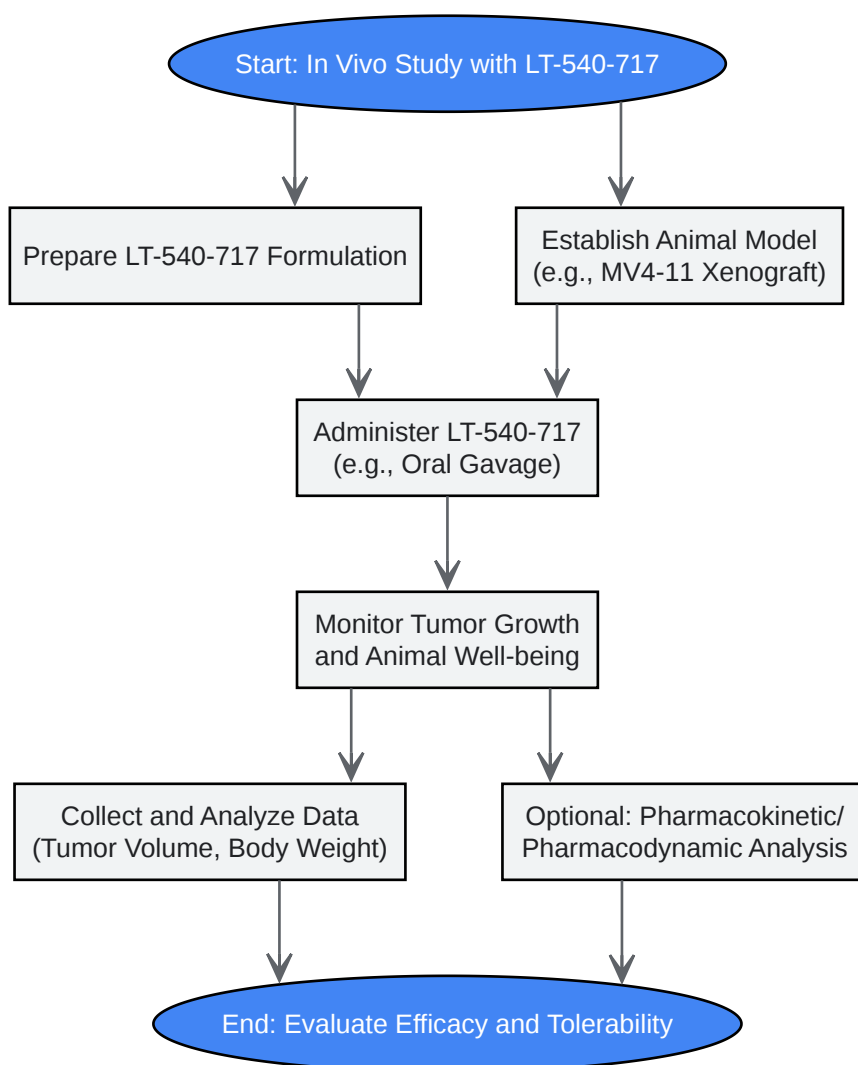 Start: In Vivo Study with LT-540-717
Prepare LT-540-717 Formulation
Establish Animal Model
(e.g., MV4-11 Xenograft)
Administer LT-540-717
(e.g., Oral Gavage)
Monitor Tumor Growth
and Animal Well-being
Collect and Analyze Data
(Tumor Volume, Body Weight)
Optional: Pharmacokinetic/
Pharmacodynamic Analysis
End: Evaluate Efficacy and Tolerability